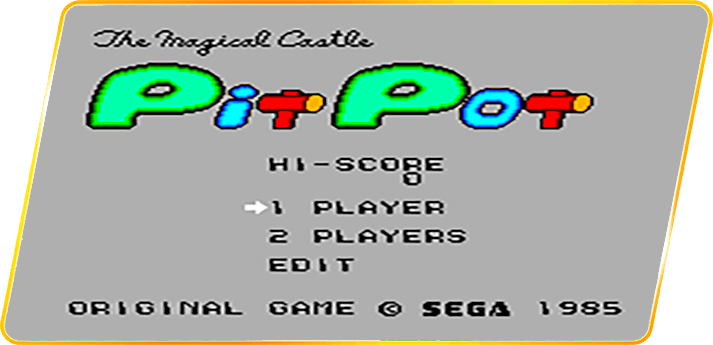 The Magical Castle
PitPot
HI-SCORE
0
1 PLAYER
2 PLAYERS
EDIT
ORIGINAL GAME © SEGA 1985